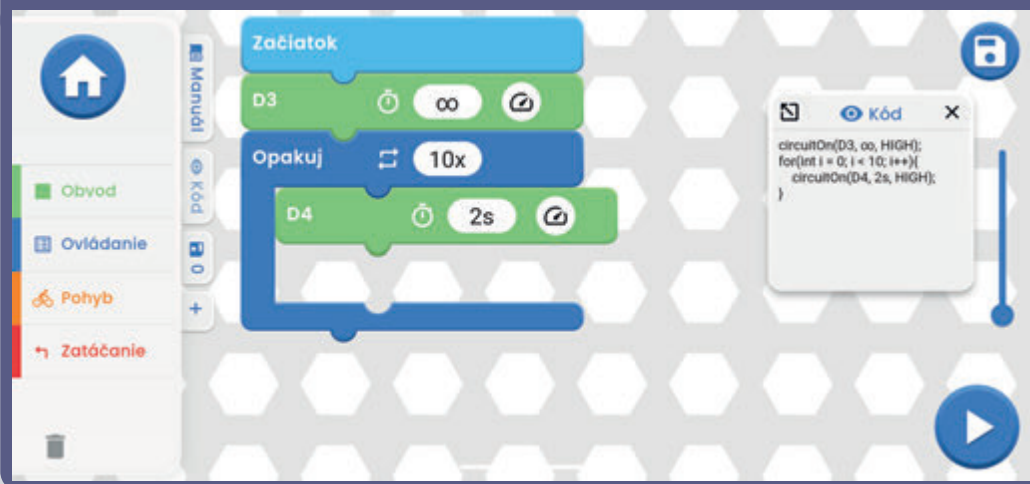 Manuál
Kód
0
+
Obvod
Ovládanie
Pohyb
Zatáčanie
Začiatok
D3 ∞
Opakuj 10x
D4 2s
Kód
circuitOn(D3, ∞, HIGH);
for(int i = 0; i < 10; i++){
circuitOn(D4, 2s, HIGH);
}